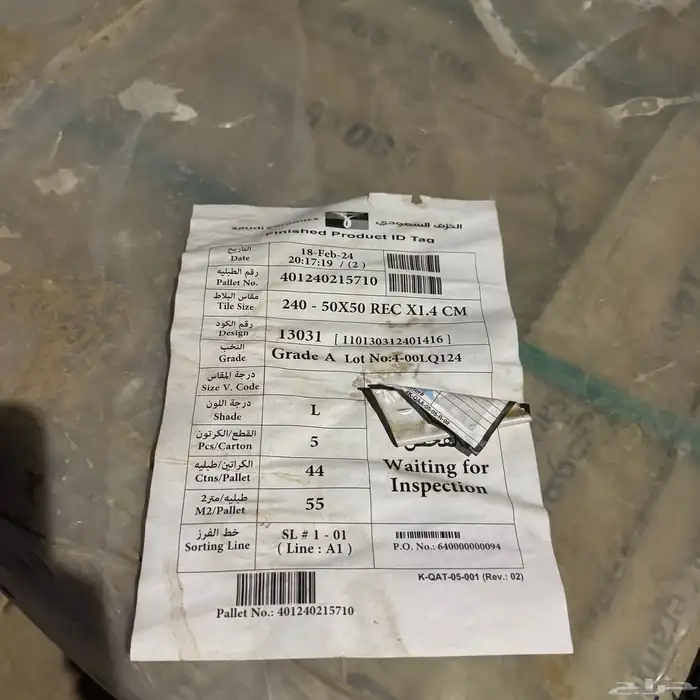 saudi ceramics الخزف السعودي
Finished Product ID Tag
التاريخ
Date
18-Feb-24
20:17:19 / (2)
رقم الطبليه
Pallet No.
401240215710
مقاس البلاط
Tile Size
240 - 50X50 REC X1.4 CM
رقم الكود
Design
13031 [110130312401416]
النخب
Grade
Grade A Lot No:4-00LQ124
درجة المقاس
Size V. Code
درجة اللون
Shade
L
القطع/الكرتون
Pcs/Carton
5
الكراتين/طبليه
Ctns/Pallet
44
طبليه/متر2
M2/Pallet
55
Waiting for
Inspection
خط الفرز
Sorting Line
SL # 1 - 01
( Line : A1 )
P.O. No.: 640000000094
K-QAT-05-001 (Rev.: 02)
Pallet No.: 401240215710
حراج